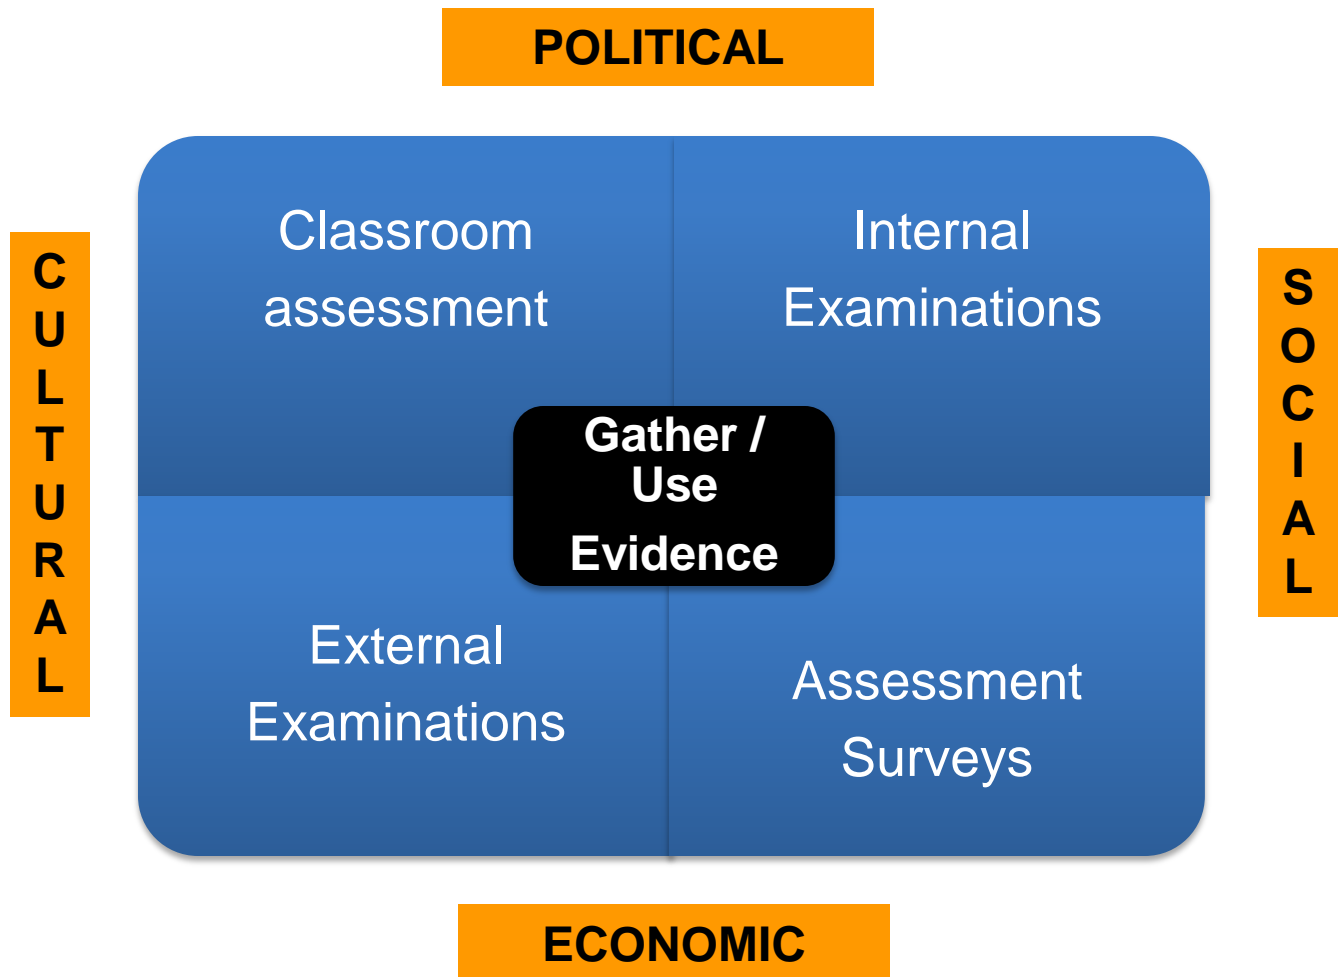 POLITICAL
CULTURAL
Classroom
assessment
Internal
Examinations
SOCIAL
Gather /
Use
Evidence
External
Examinations
Assessment
Surveys
ECONOMIC